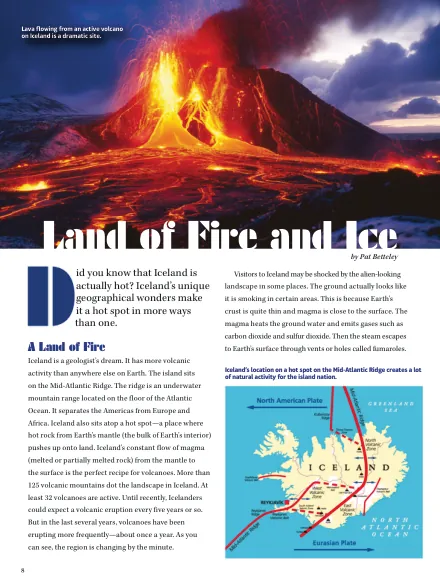 Lava flowing from an active volcano
on Iceland is a dramatic site.
Land of Fire and Ice
by Pat Betteley
Did you know that Iceland is
actually hot? Iceland's unique
geographical wonders make
it a hot spot in more ways
than one.
A Land of Fire
Iceland is a geologist's dream. It has more volcanic
activity than anywhere else on Earth. The island sits
on the Mid-Atlantic Ridge. The ridge is an underwater
mountain range located on the floor of the Atlantic
Ocean. It separates the Americas from Europe and
Africa. Iceland also sits atop a hot spot—a place where
hot rock from Earth's mantle (the bulk of Earth's interior)
pushes up onto land. Iceland's constant flow of magma
(melted or partially melted rock) from the mantle to
the surface is the perfect recipe for volcanoes. More than
125 volcanic mountains dot the landscape in Iceland. At
least 32 volcanoes are active. Until recently, Icelanders
could expect a volcanic eruption every five years or so.
But in the last several years, volcanoes have been
erupting more frequently—about once a year. As you
can see, the region is changing by the minute.
Visitors to Iceland may be shocked by the alien-looking
landscape in some places. The ground actually looks like
it is smoking in certain areas. This is because Earth's
crust is quite thin and magma is close to the surface. The
magma heats the ground water and emits gases such as
carbon dioxide and sulfur dioxide. Then the steam escapes
to Earth's surface through vents or holes called fumaroles.
Iceland's location on a hot spot on the Mid-Atlantic Ridge creates a lot
of natural activity for the island nation.
North American Plate
Mid-Atlantic Ridge
GREENLAND
SEA
North
Volcanic
Zone
ICELAND
West
Volcanic
Zone
East
Volcanic
Zone
REYKJAVIK
Mid-Atlantic Ridge
NORTH
ATLANTIC
OCEAN
Eurasian Plate
8